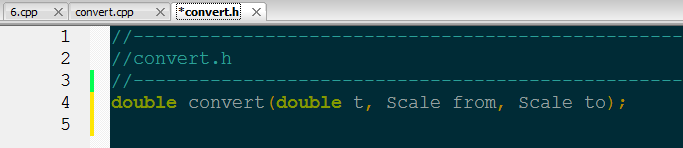 6.cpp convert.cpp *convert.h
1 //-----------------------------------------------
2 //convert.h
3 //-----------------------------------------------
4 double convert(double t, Scale from, Scale to);
5